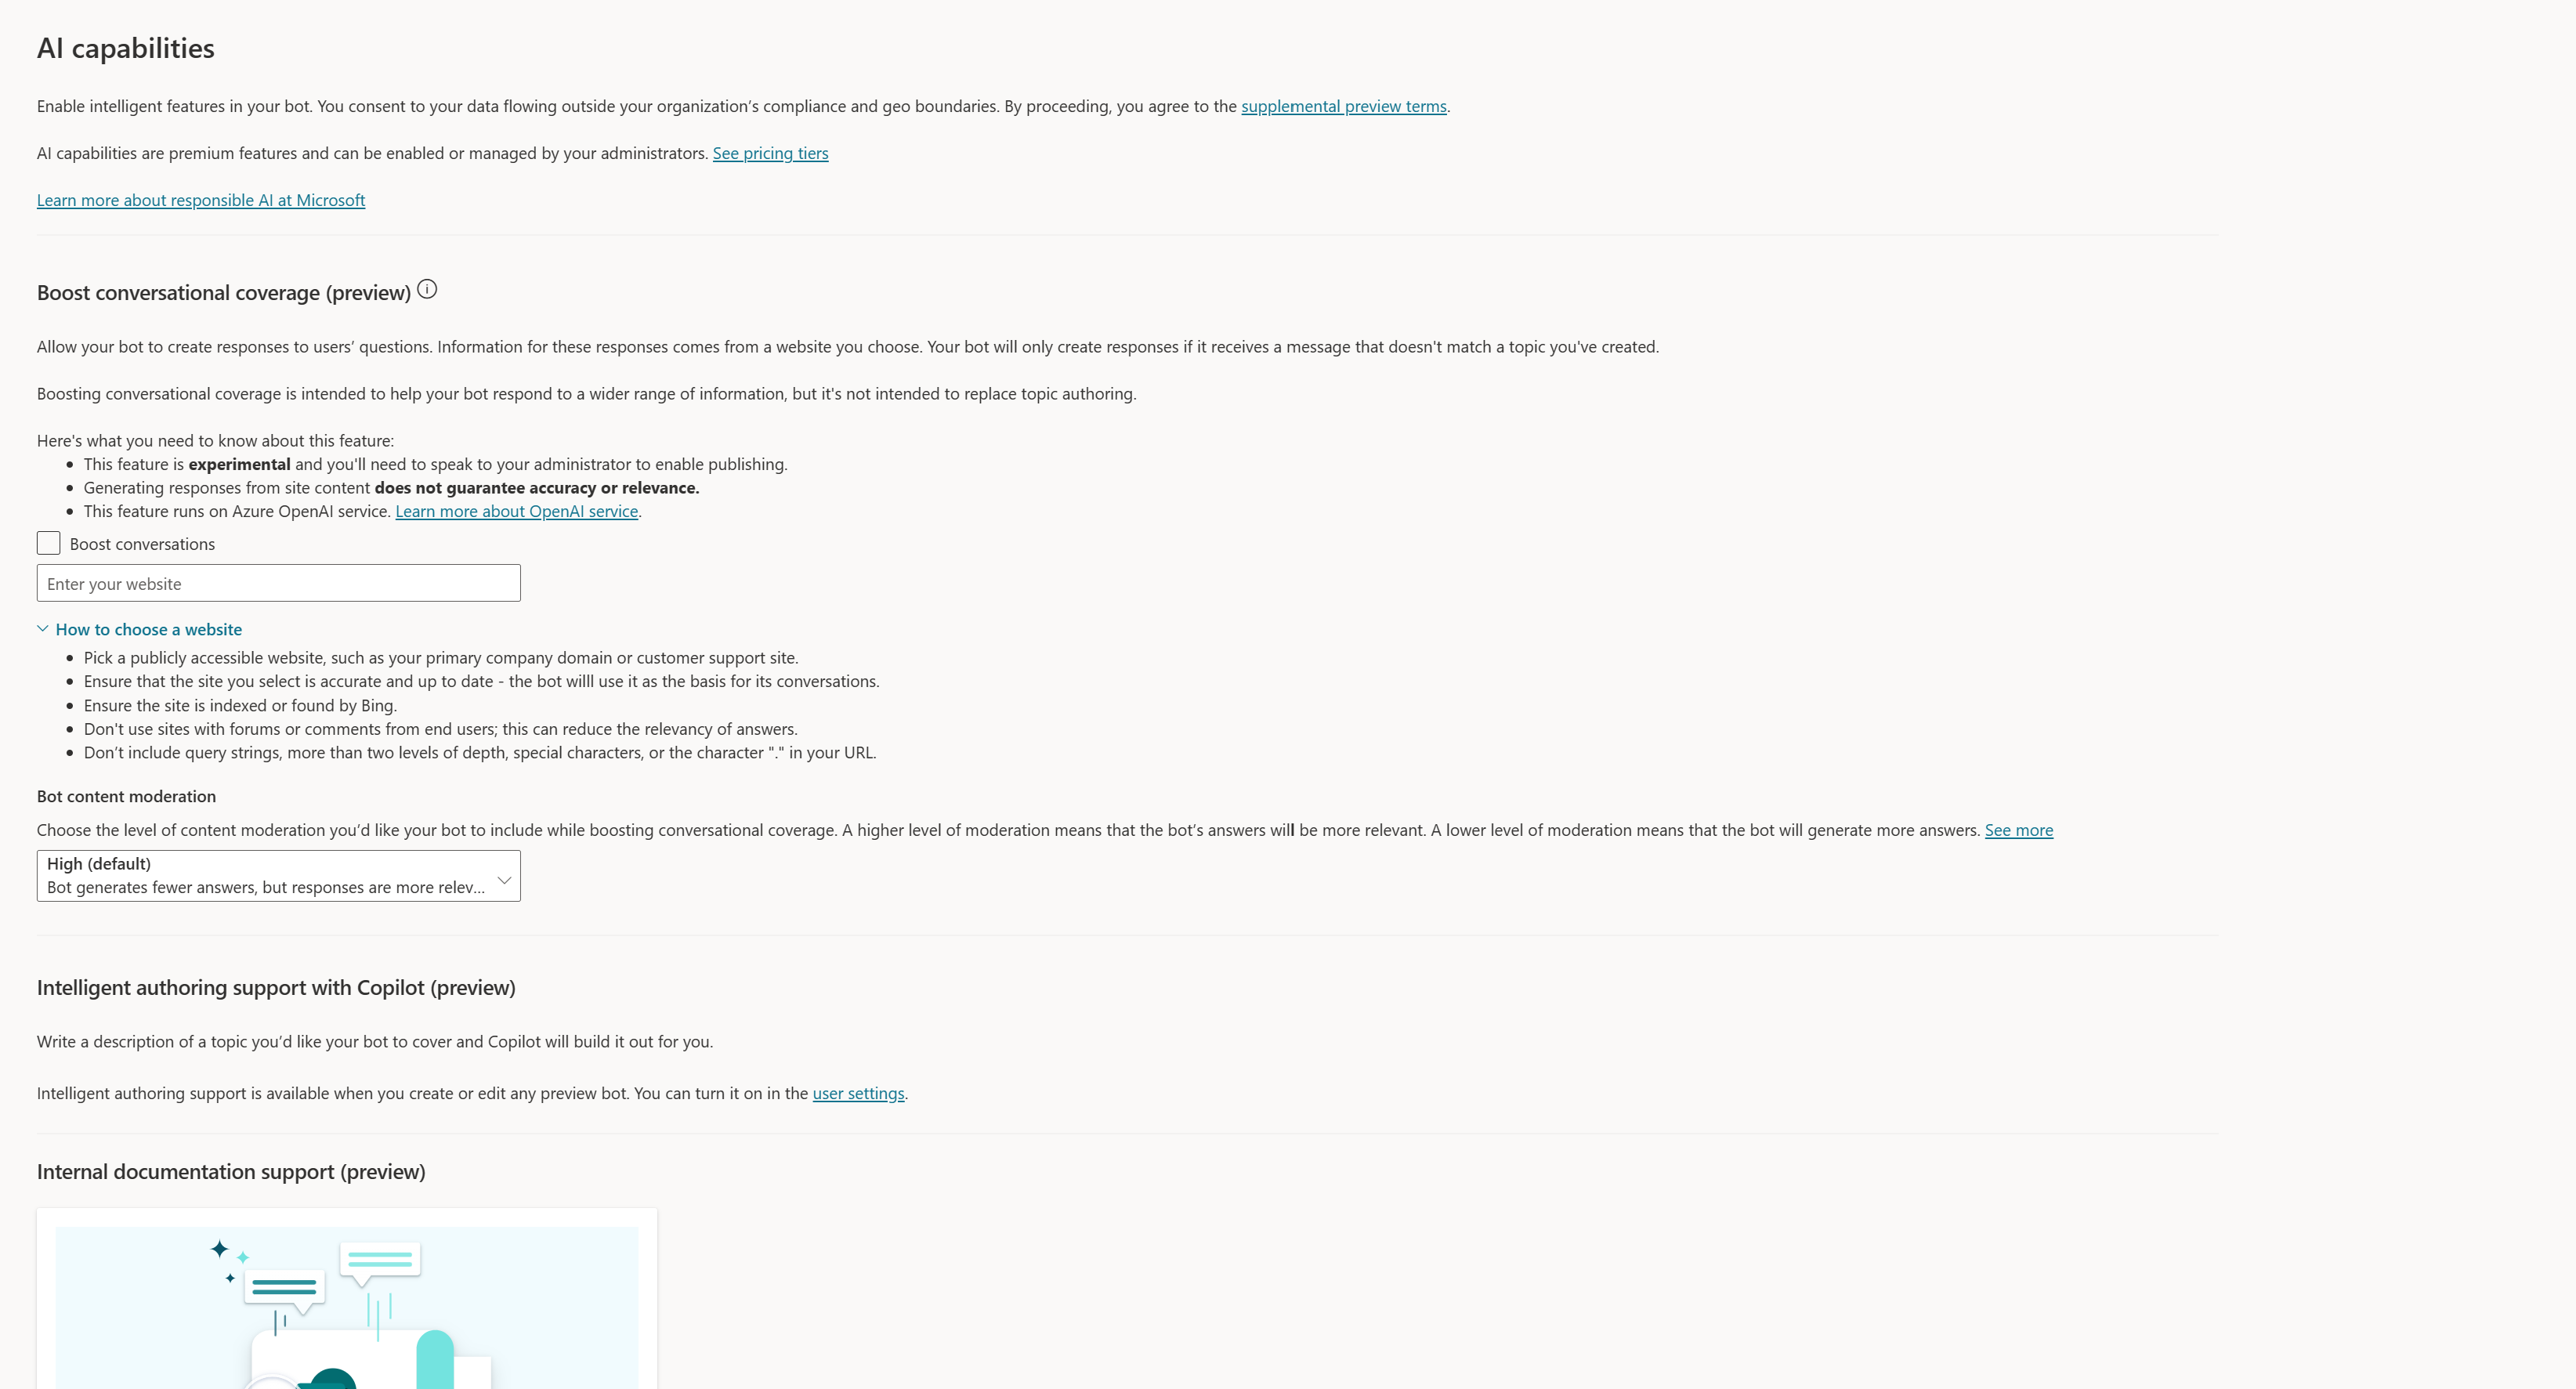 AI capabilities
Enable intelligent features in your bot. You consent to your data flowing outside your organization’s compliance and geo boundaries. By proceeding, you agree to the supplemental preview terms.
AI capabilities are premium features and can be enabled or managed by your administrators. See pricing tiers
Learn more about responsible AI at Microsoft
Boost conversational coverage (preview)
Allow your bot to create responses to users’ questions. Information for these responses comes from a website you choose. Your bot will only create responses if it receives a message that doesn't match a topic you've created.
Boosting conversational coverage is intended to help your bot respond to a wider range of information, but it's not intended to replace topic authoring.
Here's what you need to know about this feature:
• This feature is experimental and you'll need to speak to your administrator to enable publishing.
• Generating responses from site content does not guarantee accuracy or relevance.
• This feature runs on Azure OpenAI service. Learn more about OpenAI service.
Boost conversations
Enter your website
How to choose a website
• Pick a publicly accessible website, such as your primary company domain or customer support site.
• Ensure that the site you select is accurate and up to date - the bot willl use it as the basis for its conversations.
• Ensure the site is indexed or found by Bing.
• Don't use sites with forums or comments from end users; this can reduce the relevancy of answers.
• Don’t include query strings, more than two levels of depth, special characters, or the character "." in your URL.
Bot content moderation
Choose the level of content moderation you’d like your bot to include while boosting conversational coverage. A higher level of moderation means that the bot’s answers will be more relevant. A lower level of moderation means that the bot will generate more answers. See more
High (default)
Bot generates fewer answers, but responses are more relev...
Intelligent authoring support with Copilot (preview)
Write a description of a topic you’d like your bot to cover and Copilot will build it out for you.
Intelligent authoring support is available when you create or edit any preview bot. You can turn it on in the user settings.
Internal documentation support (preview)